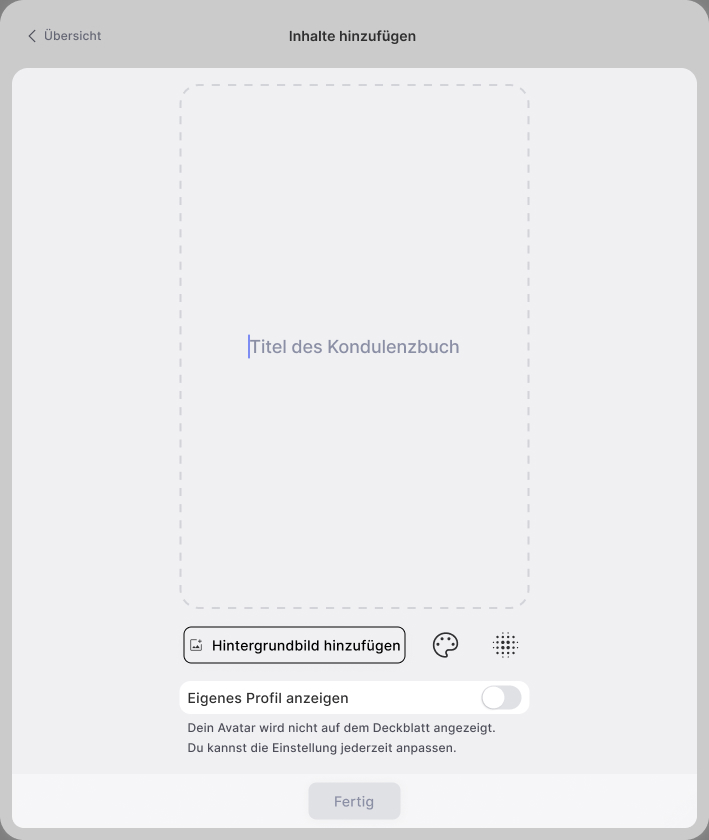 Übersicht
Inhalte hinzufügen
Titel des Kondulenzbuch
Hintergrundbild hinzufügen
Eigenes Profil anzeigen
Dein Avatar wird nicht auf dem Deckblatt angezeigt.
Du kannst die Einstellung jederzeit anpassen.
Fertig